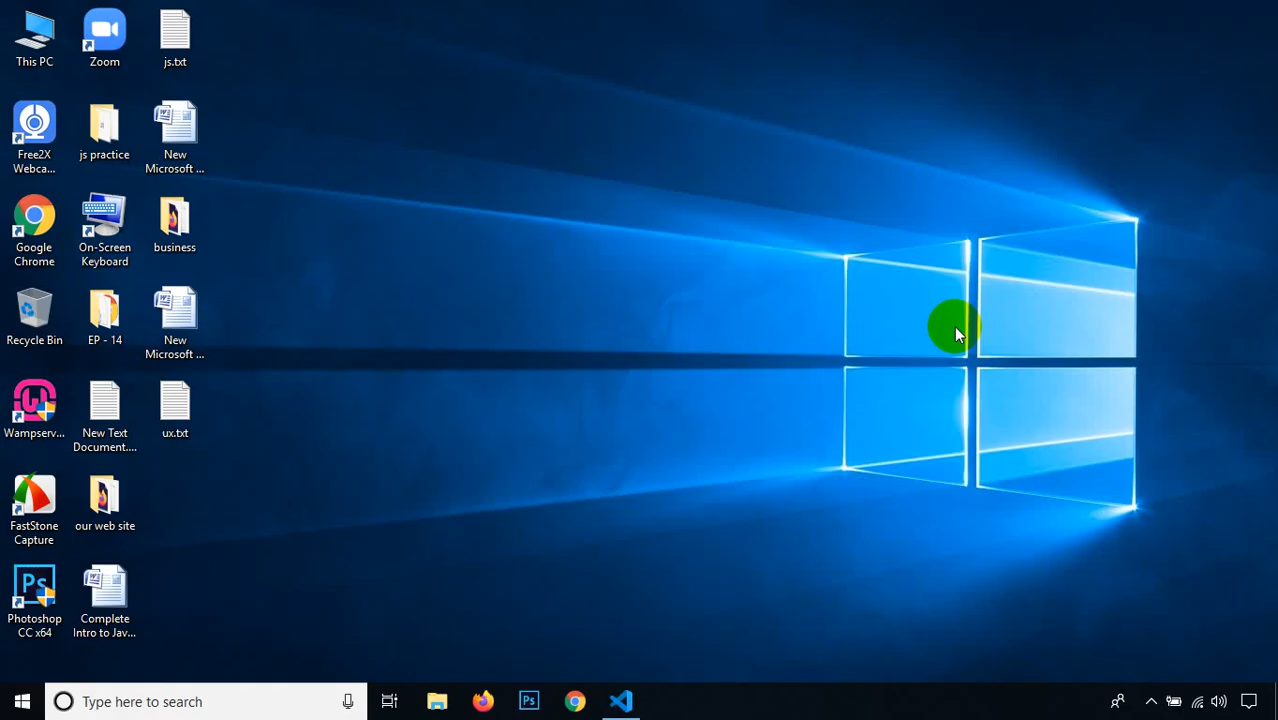 This PC
Zoom
js.txt
Free2X
Webca...
js practice
New
Microsoft ...
Google
Chrome
On-Screen
Keyboard
business
Recycle Bin
EP - 14
New
Microsoft ...
Wampserv...
New Text
Document....
ux.txt
FastStone
Capture
our web site
Ps
Photoshop
CC x64
Complete
Intro to Jav...
Type here to search
Ps